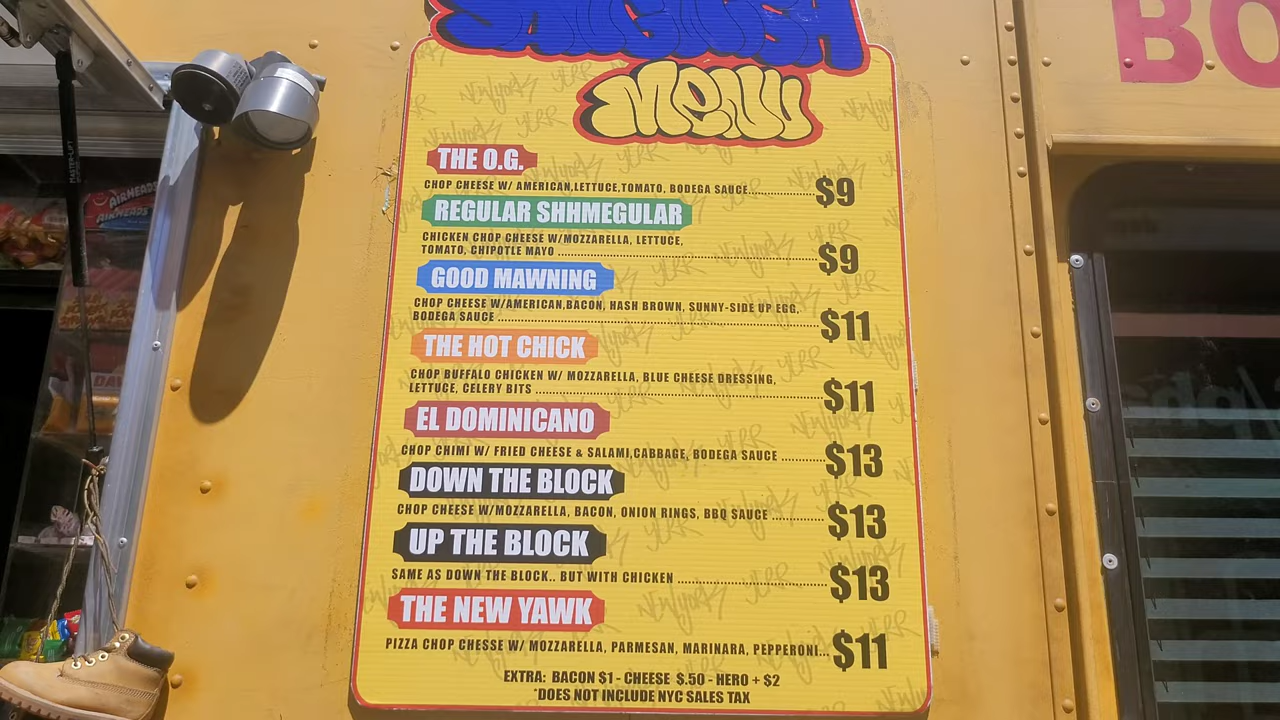 SANGWISH
MENU
THE O.G.
CHOP CHEESE W/ AMERICAN,LETTUCE,TOMATO, BODEGA SAUCE.................. $9
REGULAR SHHMEGULAR
CHICKEN CHOP CHEESE W/MOZZARELLA, LETTUCE,
TOMATO, CHIPOTLE MAYO .................. $9
GOOD MAWNING
CHOP CHEESE W/AMERICAN,BACON, HASH BROWN, SUNNY-SIDE UP EGG,
BODEGA SAUCE .................. $11
THE HOT CHICK
CHOP BUFFALO CHICKEN W/ MOZZARELLA, BLUE CHEESE DRESSING,
LETTUCE, CELERY BITS .................. $11
EL DOMINICANO
CHOP CHIMI W/ FRIED CHEESE & SALAMI,CABBAGE, BODEGA SAUCE ........... $13
DOWN THE BLOCK
CHOP CHEESE W/MOZZARELLA, BACON, ONION RINGS, BBQ SAUCE ............. $13
UP THE BLOCK
SAME AS DOWN THE BLOCK.. BUT WITH CHICKEN .................. $13
THE NEW YAWK
PIZZA CHOP CHESSE W/ MOZZARELLA, PARMESAN, MARINARA, PEPPERONI... $11
EXTRA: BACON $1 - CHEESE $.50 - HERO + $2
*DOES NOT INCLUDE NYC SALES TAX
BO
AIRHEADS
AIRHEADS
MASTER-LIFT